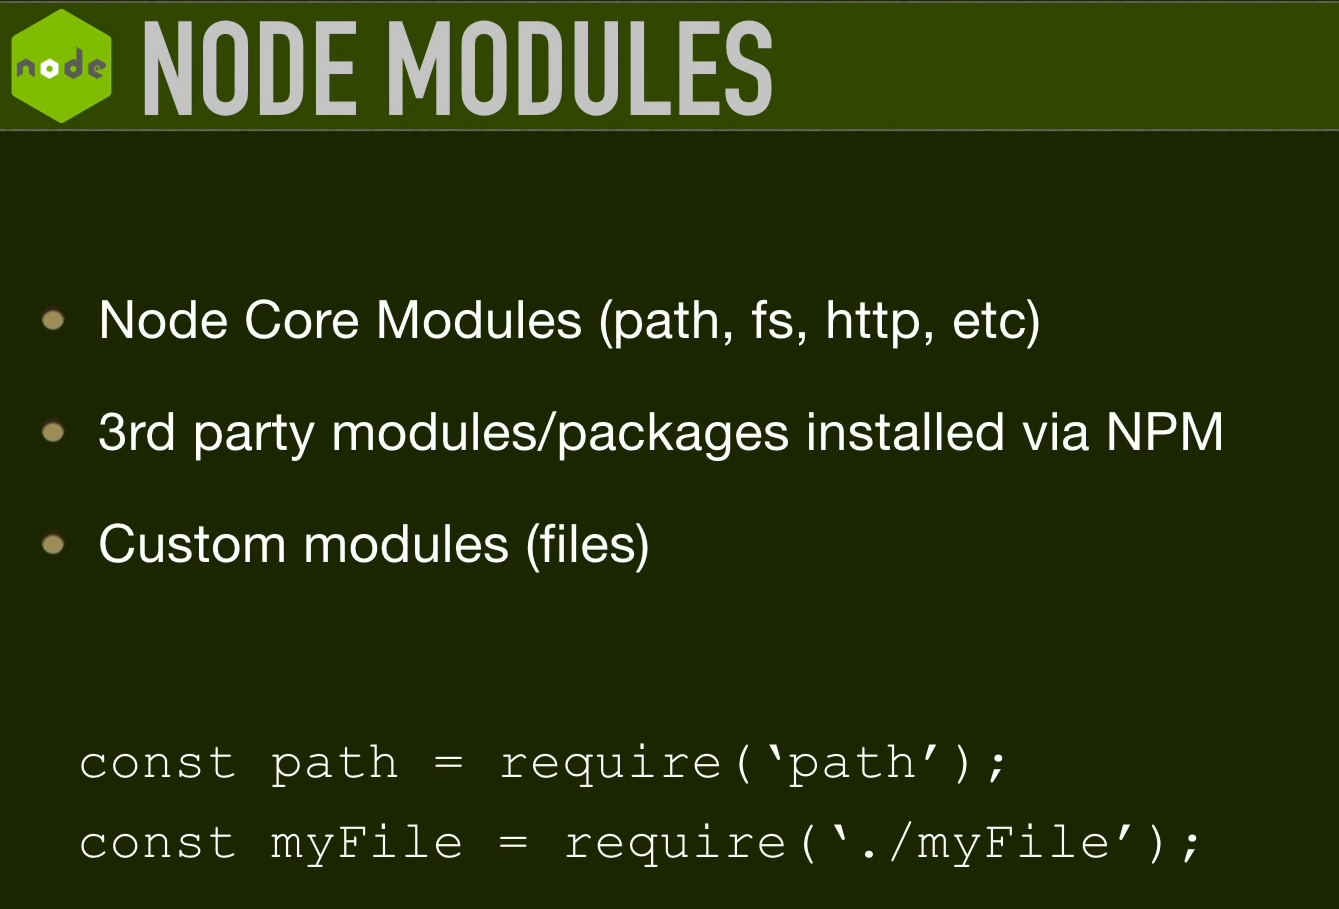 node
NODE MODULES
Node Core Modules (path, fs, http, etc)
3rd party modules/packages installed via NPM
Custom modules (files)
const path = require(‘path’);
const myFile = require(‘./myFile’);